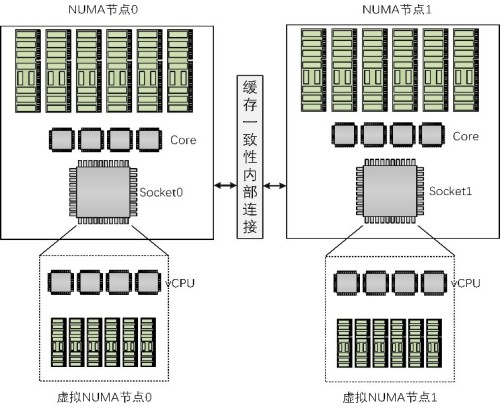 NUMA节点0
NUMA节点1
Core
Core
Socket0
Socket1
缓存一致性内部连接
vCPU
vCPU
虚拟NUMA节点0
虚拟NUMA节点1